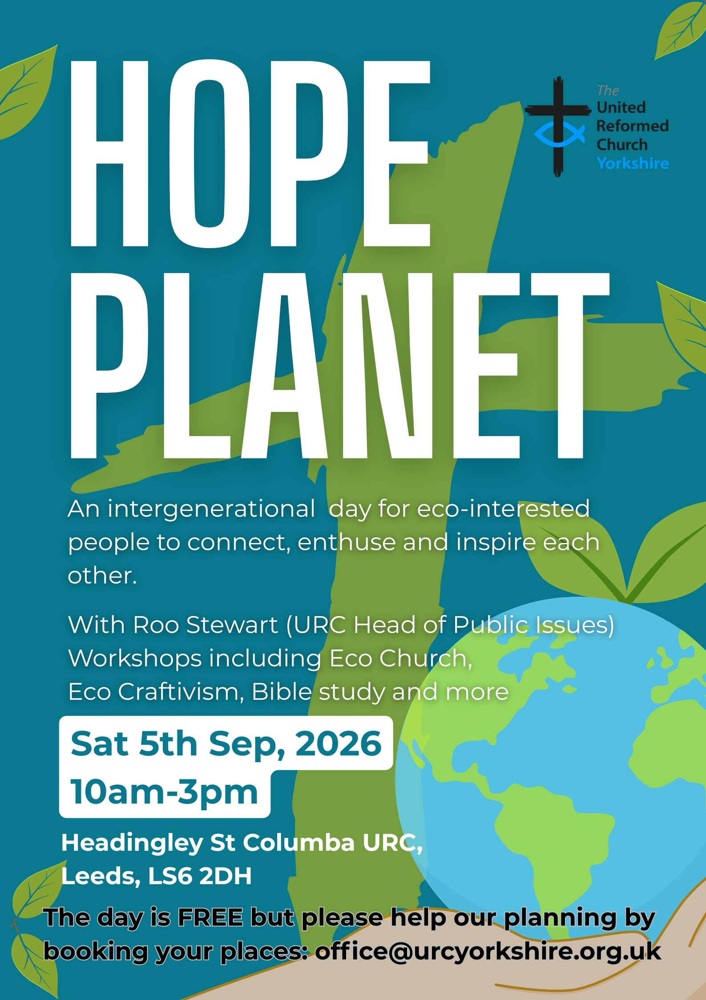 HOPE
The
United
Reformed
Church
Yorkshire
PLANET
An intergenerational  day for eco-interested
people to connect, enthuse and inspire each
other.
With Roo Stewart (URC Head of Public Issues)
Workshops including Eco Church,
Eco Craftivism, Bible study and more
Sat 5th Sep, 2026
10am-3pm
Headingley St Columba URC,
Leeds, LS6 2DH
The day is FREE but please help our planning by
booking your places: office@urcyorkshire.org.uk